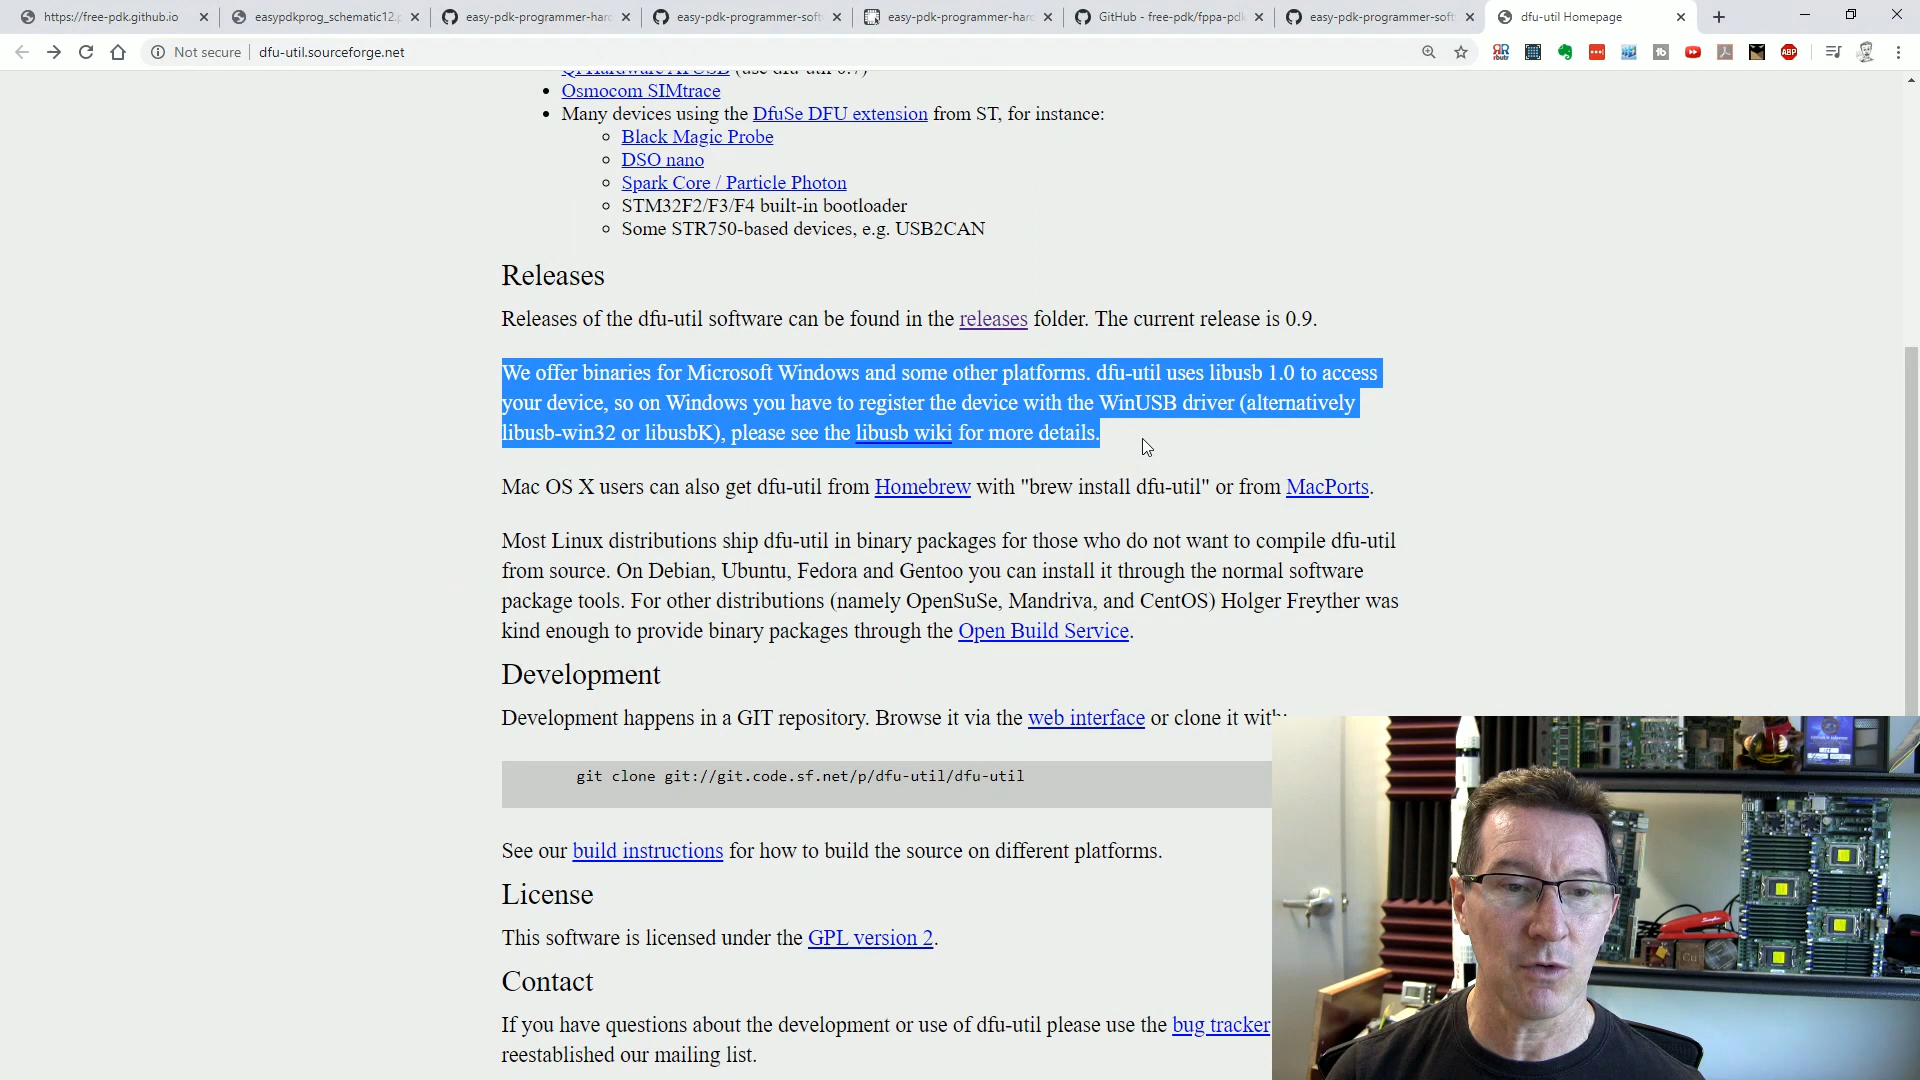 https://free-pdk.github.io
easypdkprog_schematic12.
easy-pdk-programmer-hard
easy-pdk-programmer-soft
easy-pdk-programmer-hard
GitHub - free-pdk/fppa-pdk
easy-pdk-programmer-soft
dfu-util Homepage
Not secure
dfu-util.sourceforge.net
Qi Hardware ATUSB (use dfu-util 0.7)
Osmocom SIMtrace
Many devices using the DfuSe DFU extension from ST, for instance:
Black Magic Probe
DSO nano
Spark Core / Particle Photon
STM32F2/F3/F4 built-in bootloader
Some STR750-based devices, e.g. USB2CAN
Releases
Releases of the dfu-util software can be found in the releases folder. The current release is 0.9.
We offer binaries for Microsoft Windows and some other platforms. dfu-util uses libusb 1.0 to access
your device, so on Windows you have to register the device with the WinUSB driver (alternatively
libusb-win32 or libusbK), please see the libusb wiki for more details.
Mac OS X users can also get dfu-util from Homebrew with "brew install dfu-util" or from MacPorts.
Most Linux distributions ship dfu-util in binary packages for those who do not want to compile dfu-util
from source. On Debian, Ubuntu, Fedora and Gentoo you can install it through the normal software
package tools. For other distributions (namely OpenSuSe, Mandriva, and CentOS) Holger Freyther was
kind enough to provide binary packages through the Open Build Service.
Development
Development happens in a GIT repository. Browse it via the web interface or clone it with:
git clone git://git.code.sf.net/p/dfu-util/dfu-util
See our build instructions for how to build the source on different platforms.
License
This software is licensed under the GPL version 2.
Contact
If you have questions about the development or use of dfu-util please use the bug tracker
reestablished our mailing list.